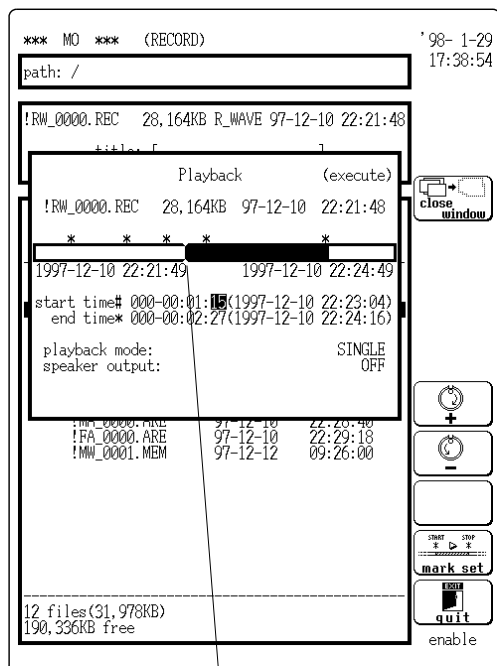 *** MO *** (RECORD)
'98- 1-29
17:38:54
path: /
!RW_0000.REC 28,164KB R_WAVE 97-12-10 22:21:48
title: [ ]
Playback (execute)
!RW_0000.REC 28,164KB 97-12-10 22:21:48
* * * * *
1997-12-10 22:21:49 1997-12-10 22:24:49
start time# 000-00:01:15(1997-12-10 22:23:04)
end time* 000-00:02:27(1997-12-10 22:24:16)
playback mode: SINGLE
speaker output: OFF
!FA_0000.ARE 97-12-10 22:29:18
!MW_0001.MEM 97-12-12 09:26:00
12 files(31,978KB)
190,336KB free
close
window
+
-
START STOP
* ▷ *
mark set
EXIT
quit
enable